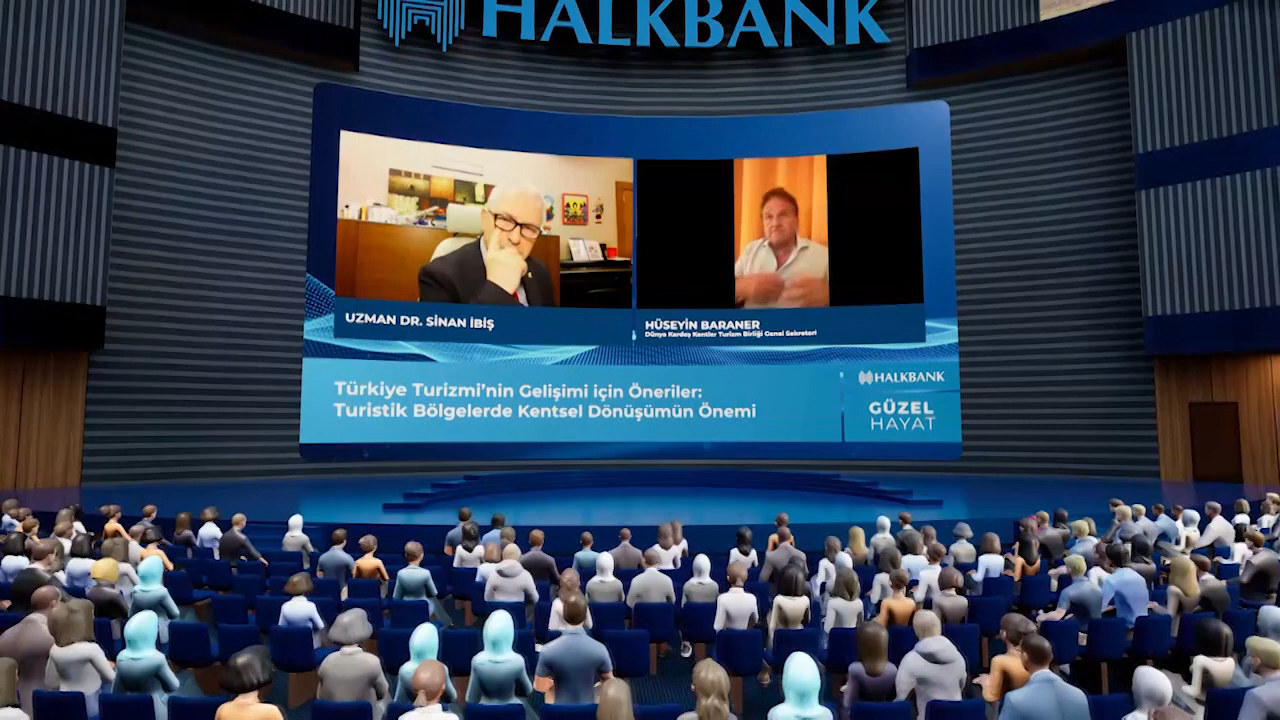 HALKBANK
UZMAN DR. SİNAN İBİŞ
HÜSEYİN BARANER
Dünya Kardeş Kentler Turizm Birliği Genel Sekreteri
Türkiye Turizmi’nin Gelişimi için Öneriler:
Turistik Bölgelerde Kentsel Dönüşümün Önemi
HALKBANK
GÜZEL
HAYAT